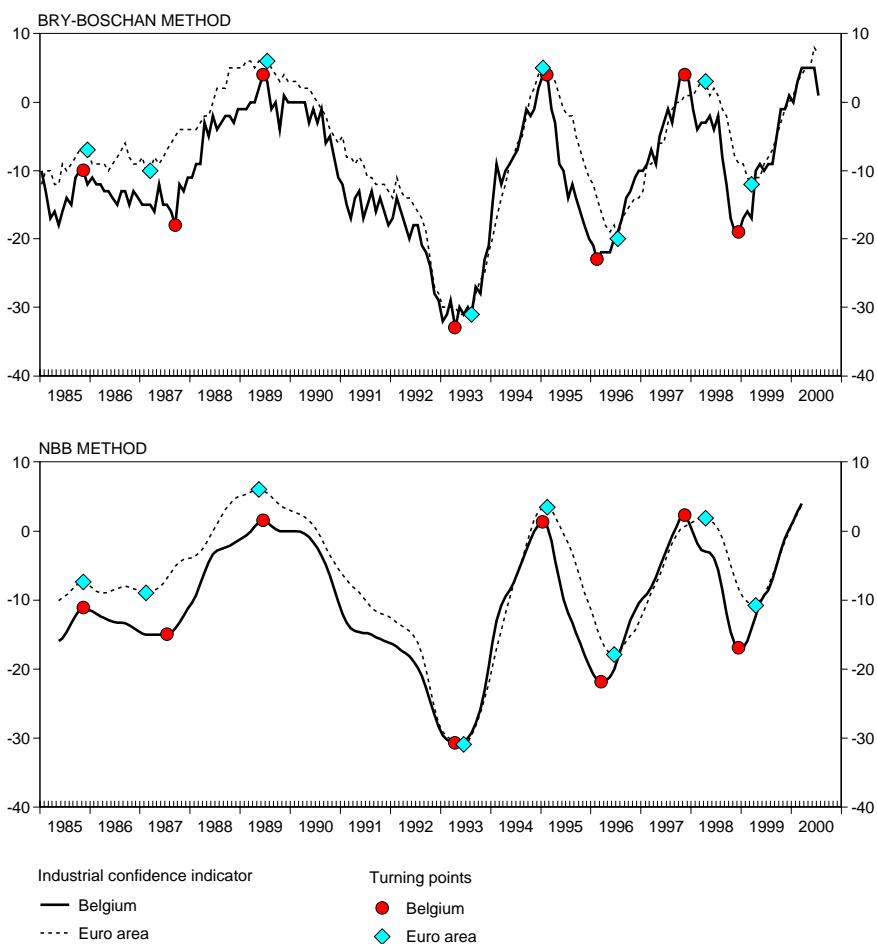 BRY-BOSCHAN METHOD
10 10
0 0
-10 -10
-20 -20
-30 -30
-40 -40
1985 1986 1987 1988 1989 1990 1991 1992 1993 1994 1995 1996 1997 1998 1999 2000
NBB METHOD
10 10
0 0
-10 -10
-20 -20
-30 -30
-40 -40
1985 1986 1987 1988 1989 1990 1991 1992 1993 1994 1995 1996 1997 1998 1999 2000
Industrial confidence indicator Turning points
Belgium Belgium
Euro area Euro area